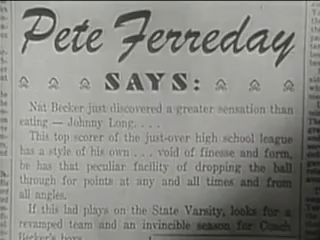 Pete Ferreday
SAYS:
Nat Becker just discovered a greater sensation than
eating — Johnny Long. . . .
This top scorer of the just-over high school league
has a style of his own . . . void of finesse and form,
he has that peculiar facility of dropping the ball
through for points at any and all times and from
all angles.
If this lad plays on the State Varsity, looks for a
revamped team and an invincible season for Coach
Becker's boys